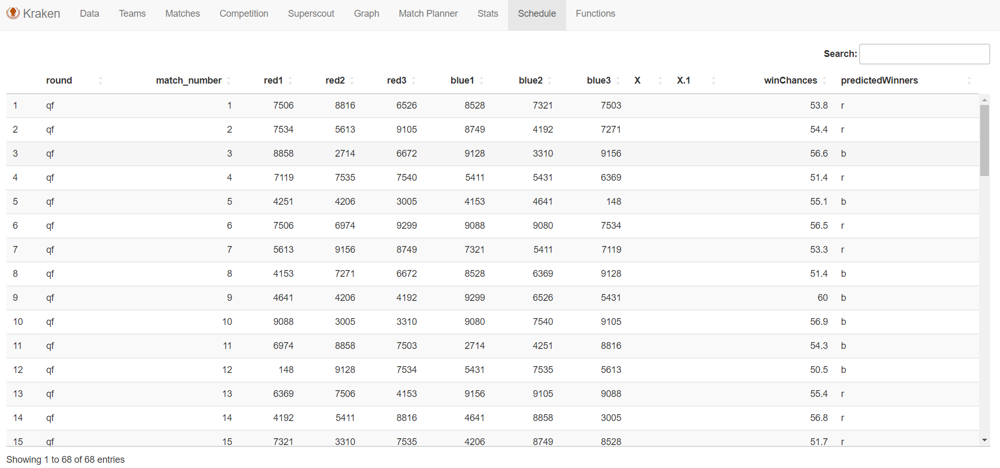 Kraken Data Teams Matches Competition Superscout Graph Match Planner Stats Schedule Functions
Search:
round match_number red1 red2 red3 blue1 blue2 blue3 X X.1 winChances predictedWinners
1 qf 1 7506 8816 6526 8528 7321 7503 53.8 r
2 qf 2 7534 5613 9105 8749 4192 7271 54.4 r
3 qf 3 8858 2714 6672 9128 3310 9156 56.6 b
4 qf 4 7119 7535 7540 5411 5431 6369 51.4 r
5 qf 5 4251 4206 3005 4153 4641 148 55.1 b
6 qf 6 7506 6974 9299 9088 9080 7534 56.5 r
7 qf 7 5613 9156 8749 7321 5411 7119 53.3 r
8 qf 8 4153 7271 6672 8528 6369 9128 51.4 b
9 qf 9 4641 4206 4192 9299 6526 5431 60 b
10 qf 10 9088 3005 3310 9080 7540 9105 56.9 b
11 qf 11 6974 8858 7503 2714 4251 8816 54.3 b
12 qf 12 148 9128 7534 5431 7535 5613 50.5 b
13 qf 13 6369 7506 4153 9156 9105 9088 55.4 r
14 qf 14 4192 5411 8816 4641 8858 3005 56.8 r
15 qf 15 7321 3310 7535 4206 8749 8528 51.7 r
Showing 1 to 68 of 68 entries